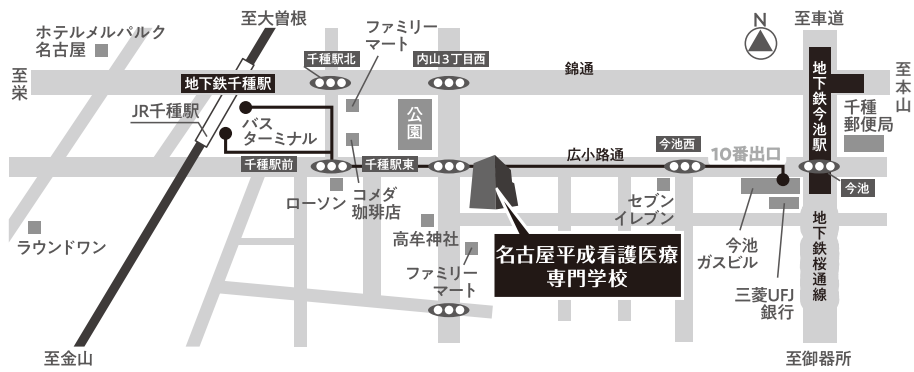 至大曽根
N
至車道
ホテルメルパルク
名古屋
ファミリー
マート
千種駅北
内山3丁目西
錦通
至栄
地下鉄千種駅
地下鉄今池駅
至本山
JR千種駅
バス
ターミナル
公園
千種
郵便局
千種駅前
千種駅東
広小路通
今池西
10番出口
今池
ローソン
コメダ
珈琲店
セブン
イレブン
ラウンドワン
高牟神社
名古屋平成看護医療
専門学校
今池
ガスビル
地下鉄桜通線
ファミリー
マート
三菱UFJ
銀行
至金山
至御器所